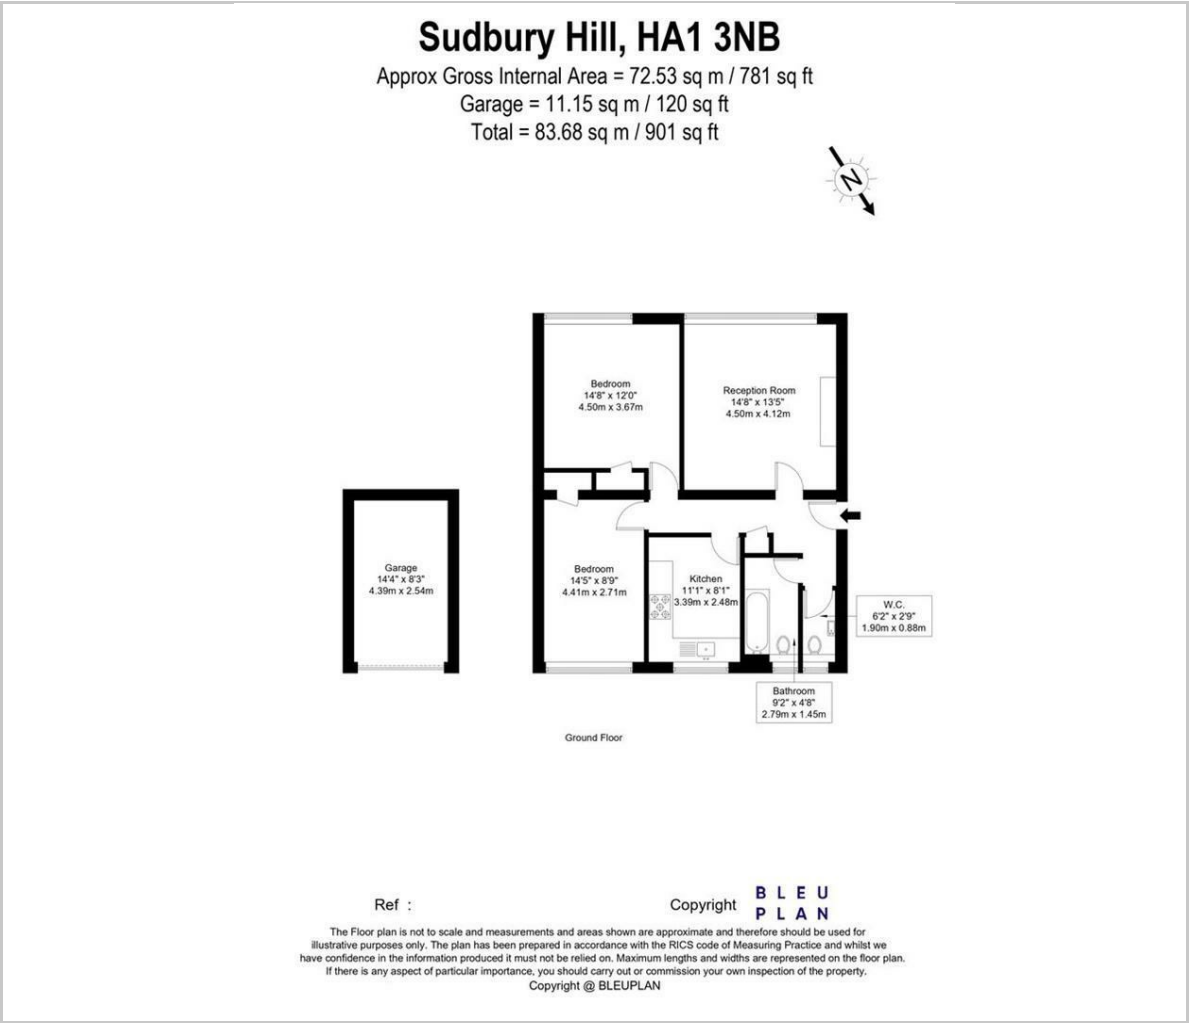 Sudbury Hill, HA1 3NB
Approx Gross Internal Area = 72.53 sq m / 781 sq ft
Garage = 11.15 sq m / 120 sq ft
Total = 83.68 sq m / 901 sq ft
N
Bedroom
14'8" x 12'0"
4.50m x 3.67m
Reception Room
14'8" x 13'5"
4.50m x 4.12m
Garage
14'4" x 8'3"
4.39m x 2.54m
Bedroom
14'5" x 8'9"
4.41m x 2.71m
Kitchen
11'1" x 8'1"
3.39m x 2.48m
W.C.
6'2" x 2'9"
1.90m x 0.88m
Bathroom
9'2" x 4'8"
2.79m x 1.45m
Ground Floor
Ref :
Copyright
BLEU
PLAN
The Floor plan is not to scale and measurements and areas shown are approximate and therefore should be used for
illustrative purposes only. The plan has been prepared in accordance with the RICS code of Measuring Practice and whilst we
have confidence in the information produced it must not be relied on. Maximum lengths and widths are represented on the floor plan.
If there is any aspect of particular importance, you should carry out or commission your own inspection of the property.
Copyright @ BLEUPLAN